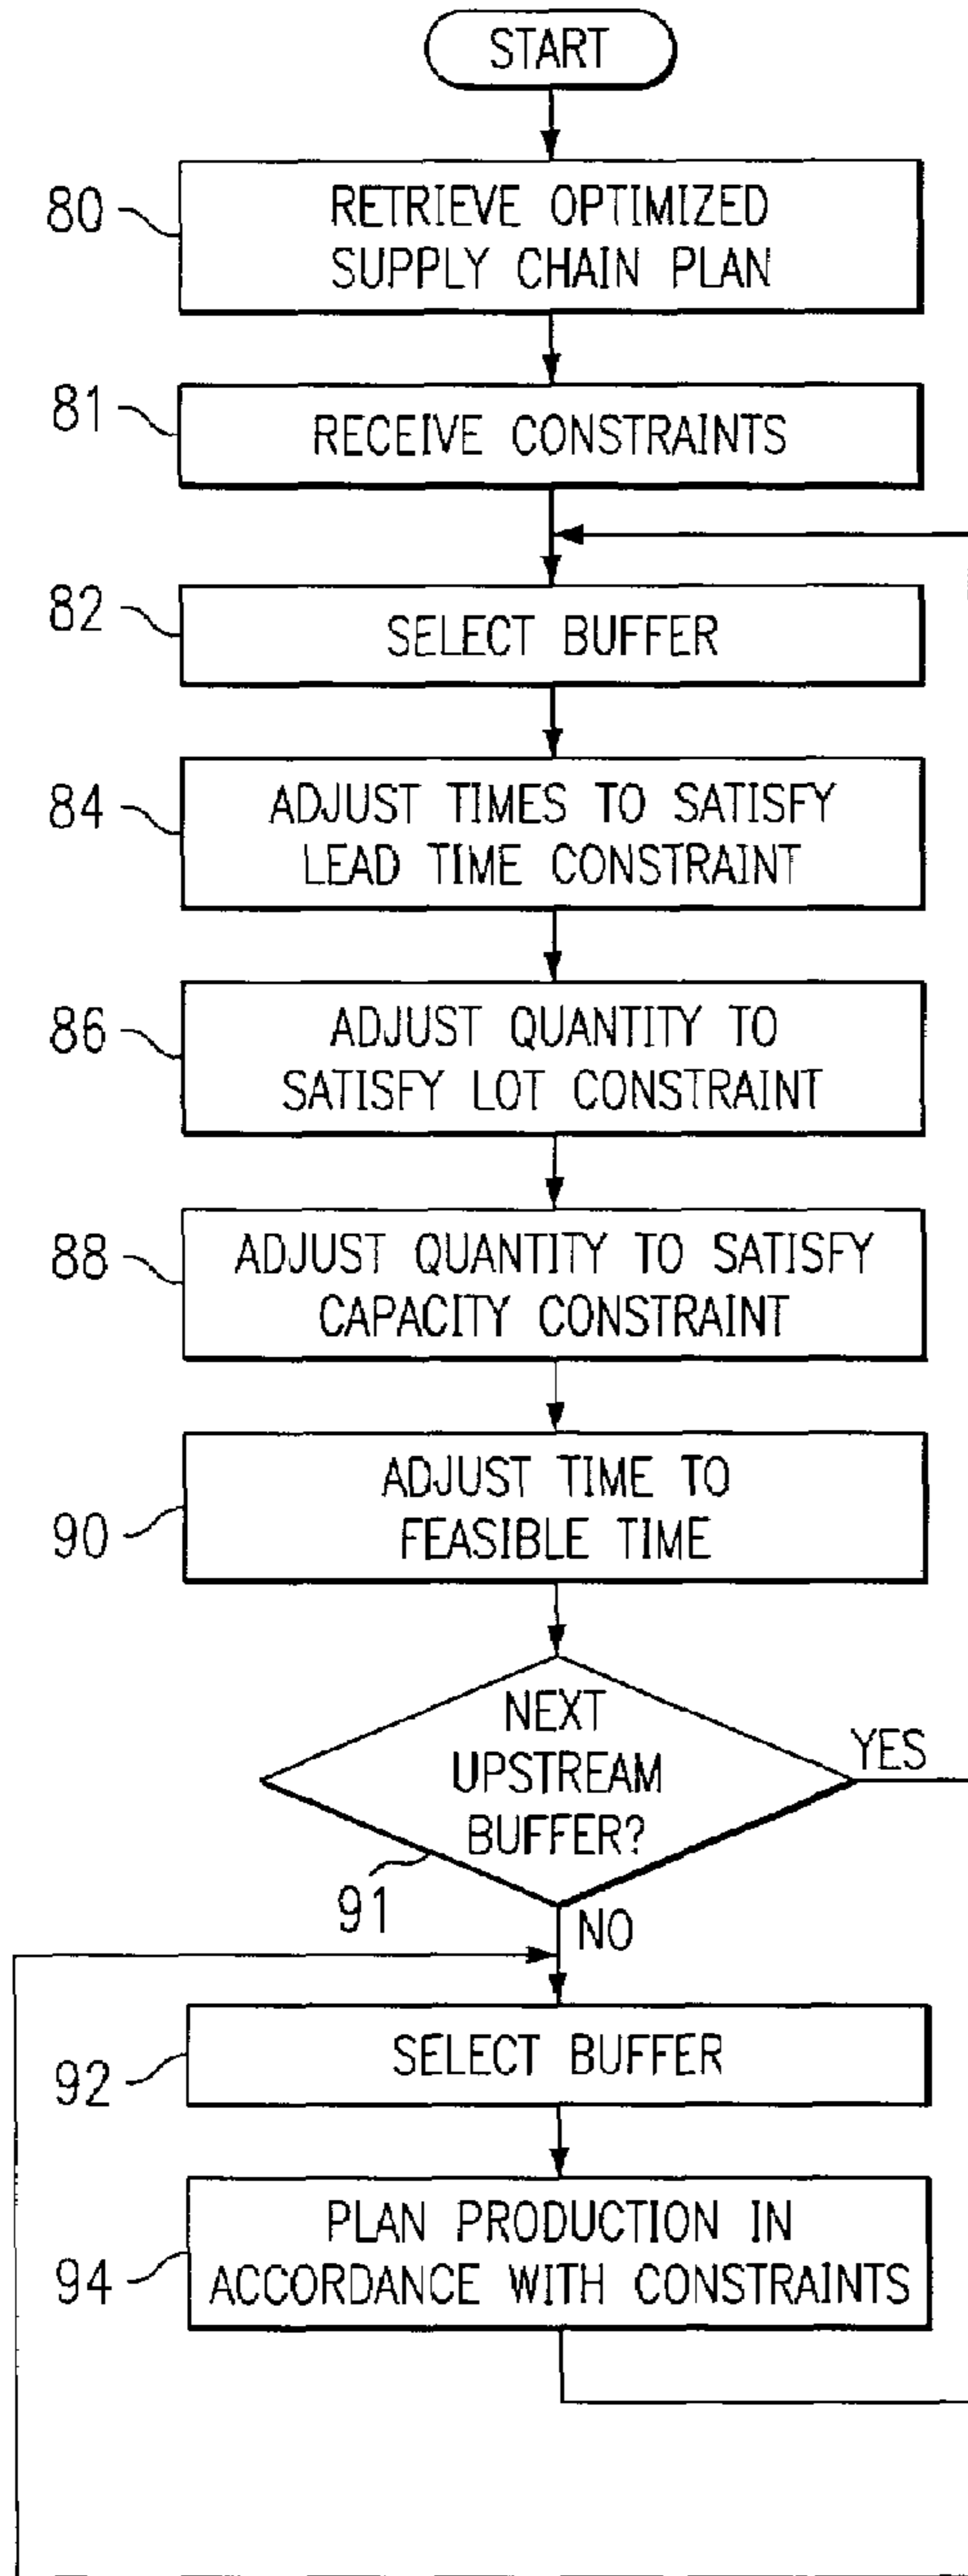 START
80
RETRIEVE OPTIMIZED
SUPPLY CHAIN PLAN
81
RECEIVE CONSTRAINTS
82
SELECT BUFFER
84
ADJUST TIMES TO SATISFY
LEAD TIME CONSTRAINT
86
ADJUST QUANTITY TO
SATISFY LOT CONSTRAINT
88
ADJUST QUANTITY TO SATISFY
CAPACITY CONSTRAINT
90
ADJUST TIME TO
FEASIBLE TIME
NEXT
UPSTREAM
BUFFER?
YES
91
NO
92
SELECT BUFFER
94
PLAN PRODUCTION IN
ACCORDANCE WITH CONSTRAINTS